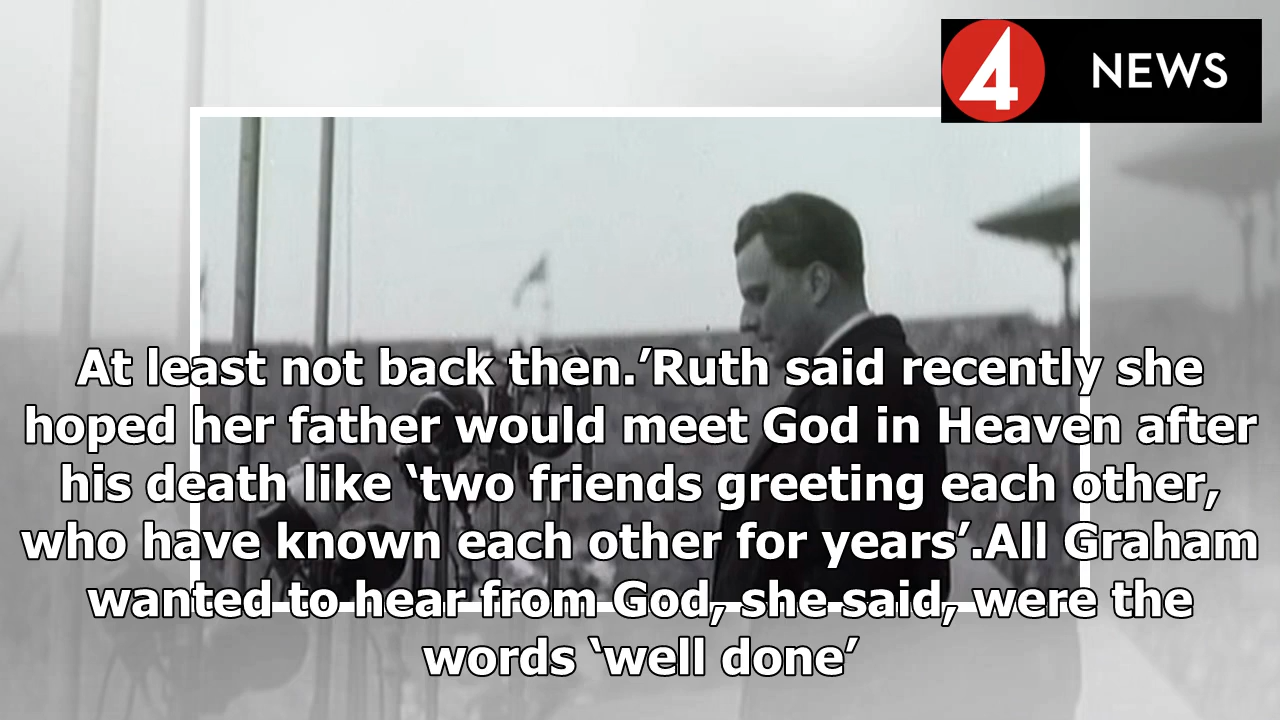 4 NEWS
At least not back then.’Ruth said recently she
hoped her father would meet God in Heaven after
his death like ‘two friends greeting each other,
who have known each other for years’.All Graham
wanted to hear from God, she said, were the
words ‘well done’